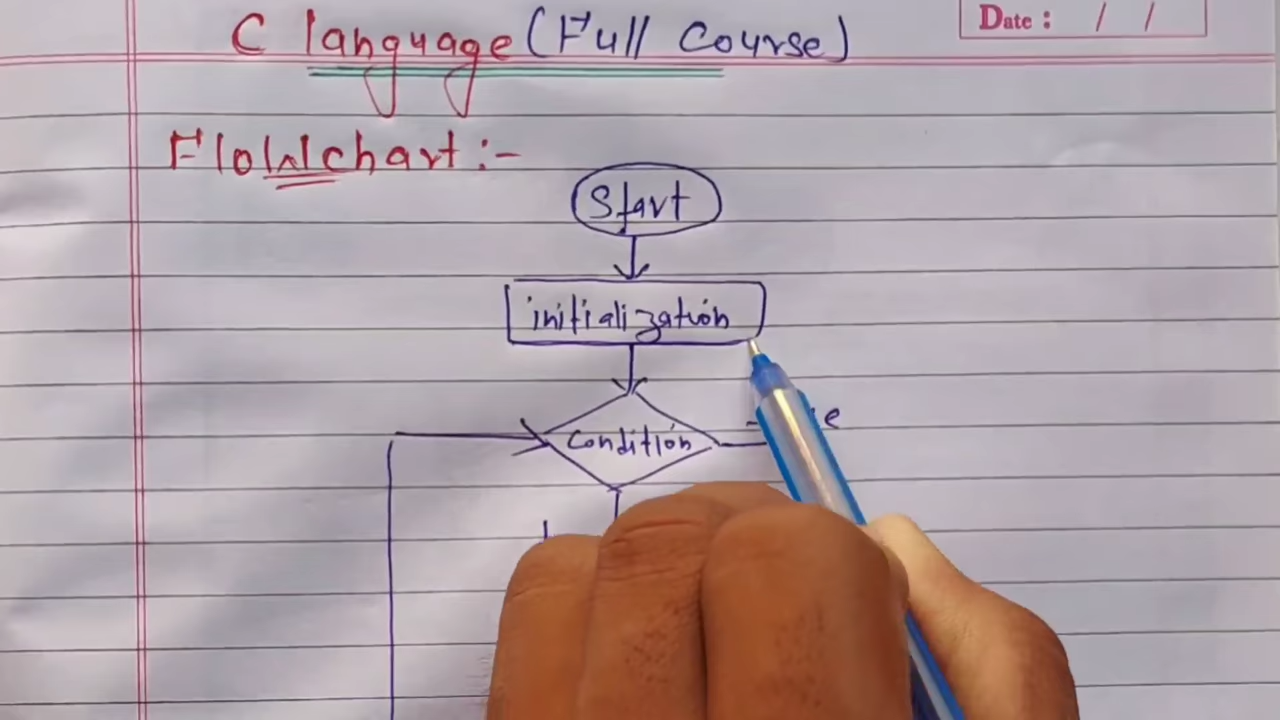 Date : / /
C language (Full Course)
Flowchart :-
Start
initialization
Condition